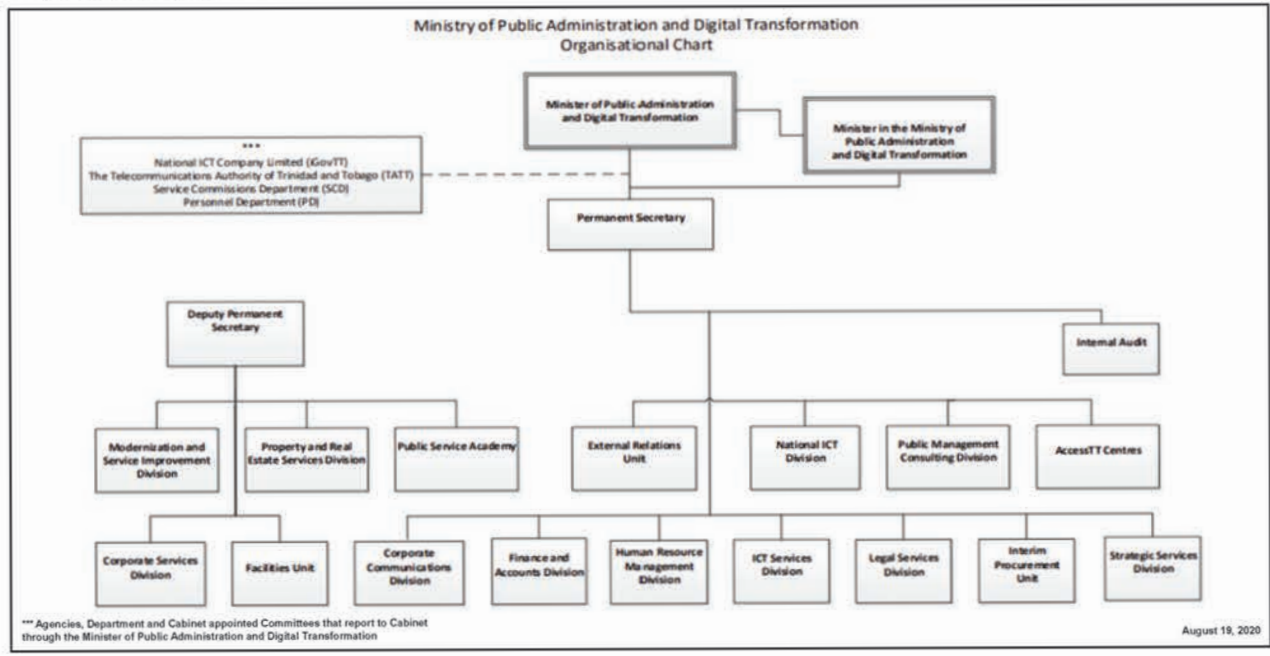 Ministry of Public Administration and Digital Transformation
Organisational Chart
Minister of Public Administration
and Digital Transformation
Minister in the Ministry of
Public Administration
and Digital Transformation
***
National ICT Company Limited (iGovTT)
The Telecommunications Authority of Trinidad and Tobago (TATT)
Service Commissions Department (SCD)
Personnel Department (PD)
Permanent Secretary
Deputy Permanent
Secretary
Internal Audit
Modernization and
Service Improvement
Division
Property and Real
Estate Services Division
Public Service Academy
External Relations
Unit
National ICT
Division
Public Management
Consulting Division
AccessTT Centres
Corporate Services
Division
Facilities Unit
Corporate
Communications
Division
Finance and
Accounts Division
Human Resource
Management
Division
ICT Services
Division
Legal Services
Division
Interim
Procurement
Unit
Strategic Services
Division
*** Agencies, Department and Cabinet appointed Committees that report to Cabinet
through the Minister of Public Administration and Digital Transformation
August 19, 2020